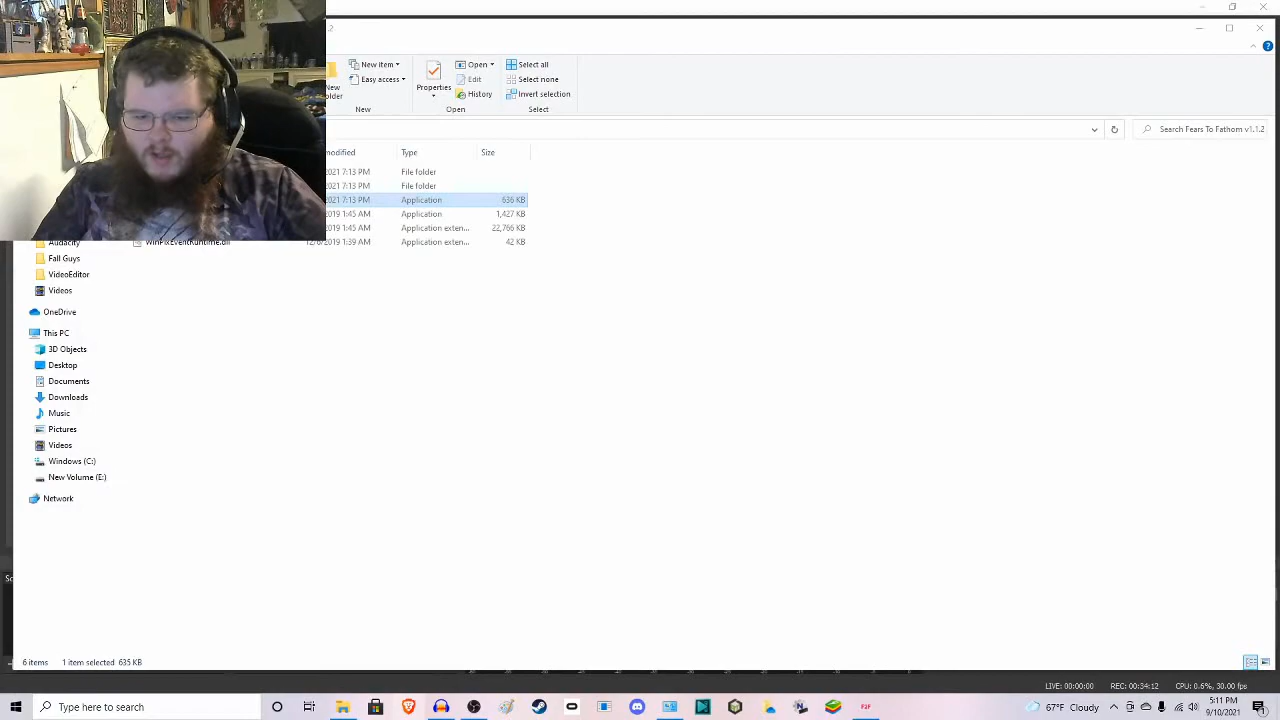 .2
New item
Open
Select all
Easy access
Edit
Select none
New
Properties
History
Invert selection
New
Open
Select
Search Fears To Fathom v1.1.2
modified
Type
Size
2021 7:13 PM
File folder
2021 7:13 PM
File folder
2021 7:13 PM
Application
636 KB
2019 1:45 AM
Application
1,427 KB
2019 1:45 AM
Application exten...
22,766 KB
Audacity
WinPixEventRuntime.dll
12/6/2019 1:39 AM
Application exten...
42 KB
Fall Guys
VideoEditor
Videos
OneDrive
This PC
3D Objects
Desktop
Documents
Downloads
Music
Pictures
Videos
Windows (C:)
New Volume (E:)
Network
6 items
1 item selected 635 KB
LIVE: 00:00:00
REC: 00:34:12
CPU: 0.6%, 30.00 fps
Type here to search
F2F
67°F Cloudy
5:11 PM
9/10/2021